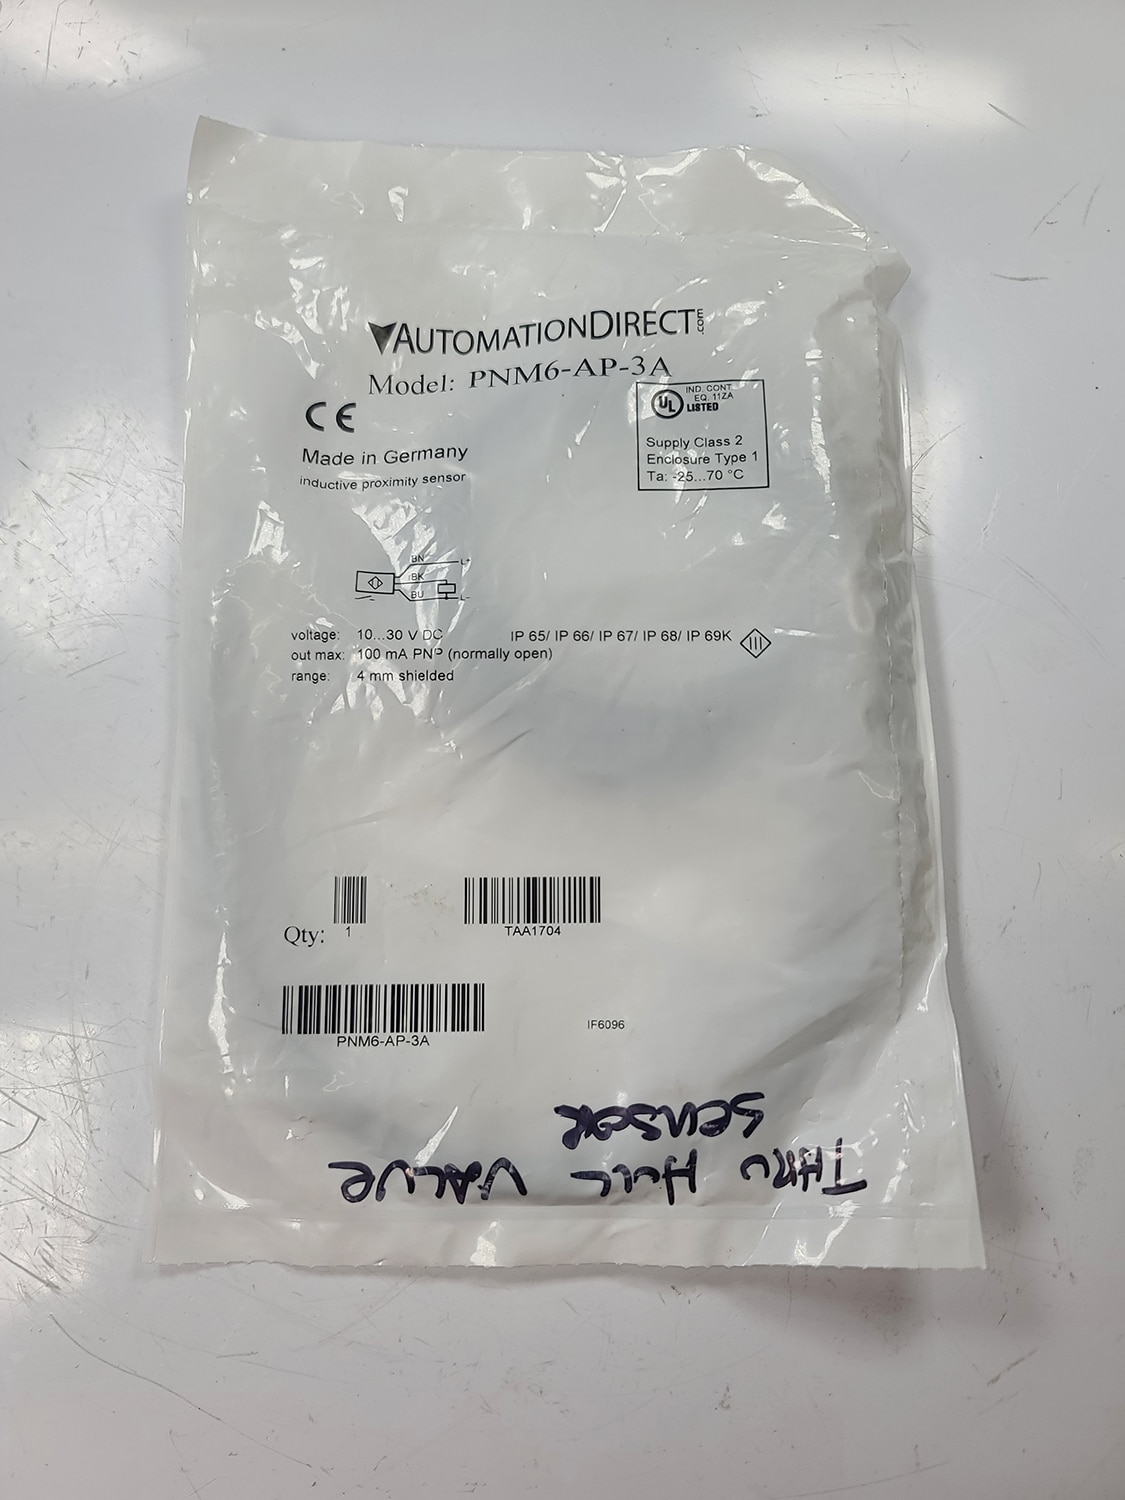 AUTOMATIONDIRECT.com
Model: PNM6-AP-3A
CE
Made in Germany
inductive proximity sensor
UL
IND. CONT.
EQ. 11ZA
LISTED
Supply Class 2
Enclosure Type 1
Ta: -25...70 °C
BN
L+
BK
BU
L-
voltage: 10...30 V DC
out max: 100 mA PNP (normally open)
range: 4 mm shielded
IP 65/ IP 66/ IP 67/ IP 68/ IP 69K
III
Qty: 1
TAA1704
PNM6-AP-3A
IF6096
THRU HULL VALVE
SENSOR